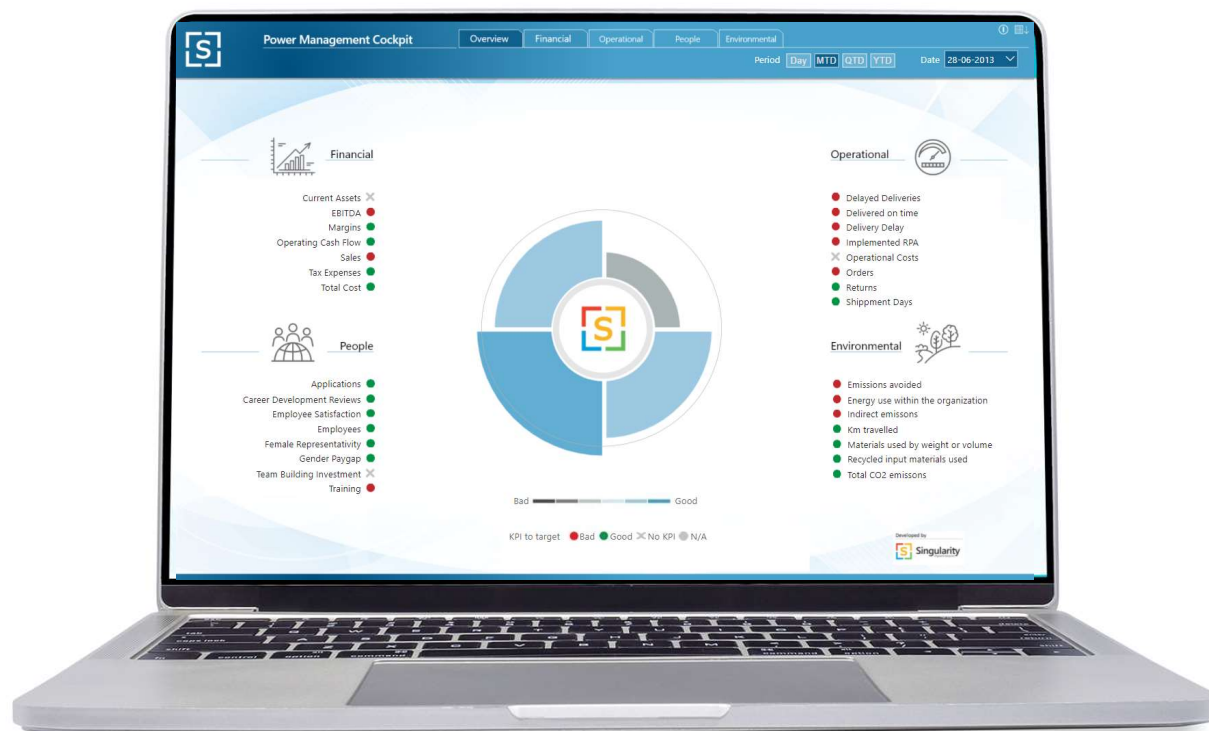 Power Management Cockpit
Overview
Financial
Operational
People
Environmental
Period Day MTD QTD YTD
Date 28-06-2013
Financial
Current Assets
EBITDA
Margins
Operating Cash Flow
Sales
Tax Expenses
Total Cost
People
Applications
Career Development Reviews
Employee Satisfaction
Employees
Female Representativity
Gender Paygap
Team Building Investment
Training
S
Bad Good
KPI to target Bad Good No KPI N/A
Operational
Delayed Deliveries
Delivered on time
Delivery Delay
Implemented RPA
Operational Costs
Orders
Returns
Shippment Days
Environmental
Emissions avoided
Energy use within the organization
Indirect emissons
Km travelled
Materials used by weight or volume
Recycled input materials used
Total CO2 emissons
Developed by
S Singularity